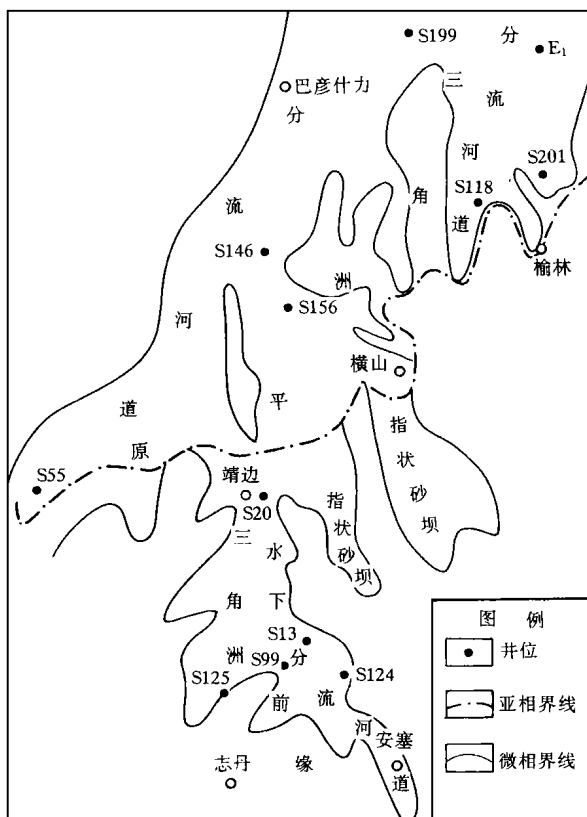 S199
分
E₁
巴彦什力
分流河道
三角洲平原
分流河道
S201
S118
榆林
S146
S156
横山
S55
靖边
S20
指状砂坝
指状砂坝
三角洲前缘
水下分流河道
S13
S99
S124
S125
安塞
志丹
图 例
井位
亚相界线
微相界线